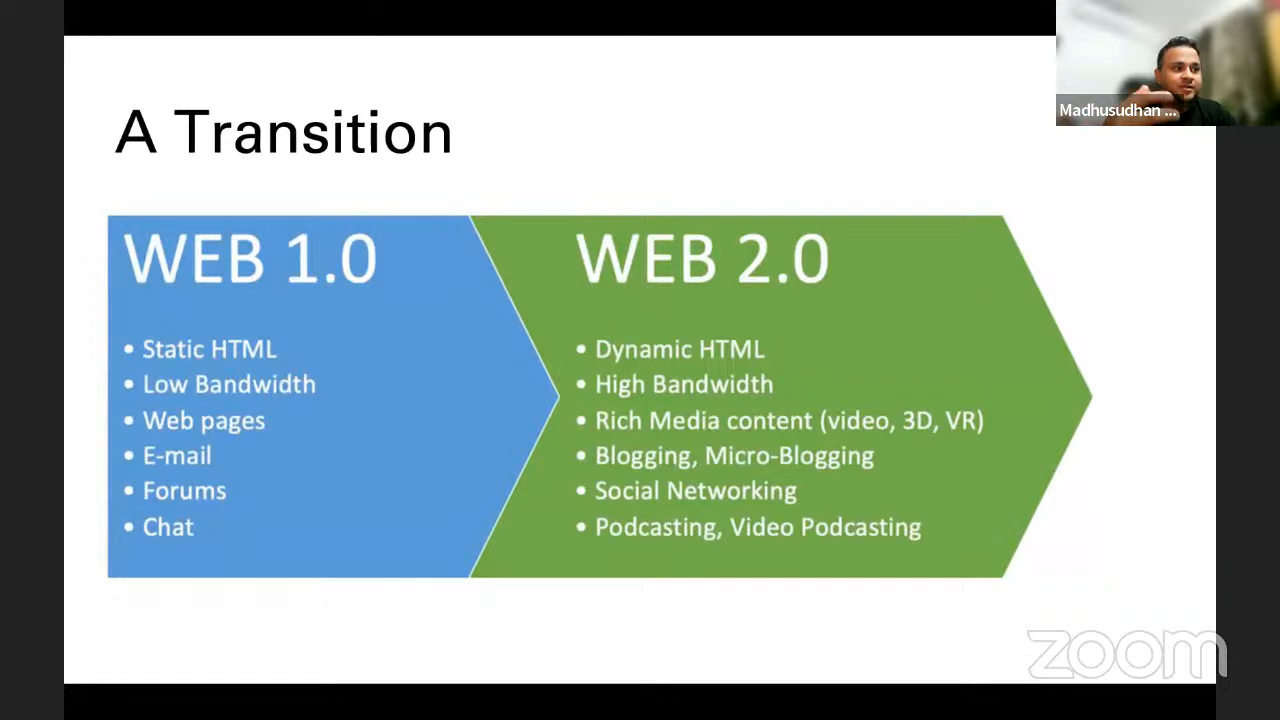 Madhusudhan ...
A Transition
WEB 1.0
• Static HTML
• Low Bandwidth
• Web pages
• E-mail
• Forums
• Chat
WEB 2.0
• Dynamic HTML
• High Bandwidth
• Rich Media content (video, 3D, VR)
• Blogging, Micro-Blogging
• Social Networking
• Podcasting, Video Podcasting
zoom